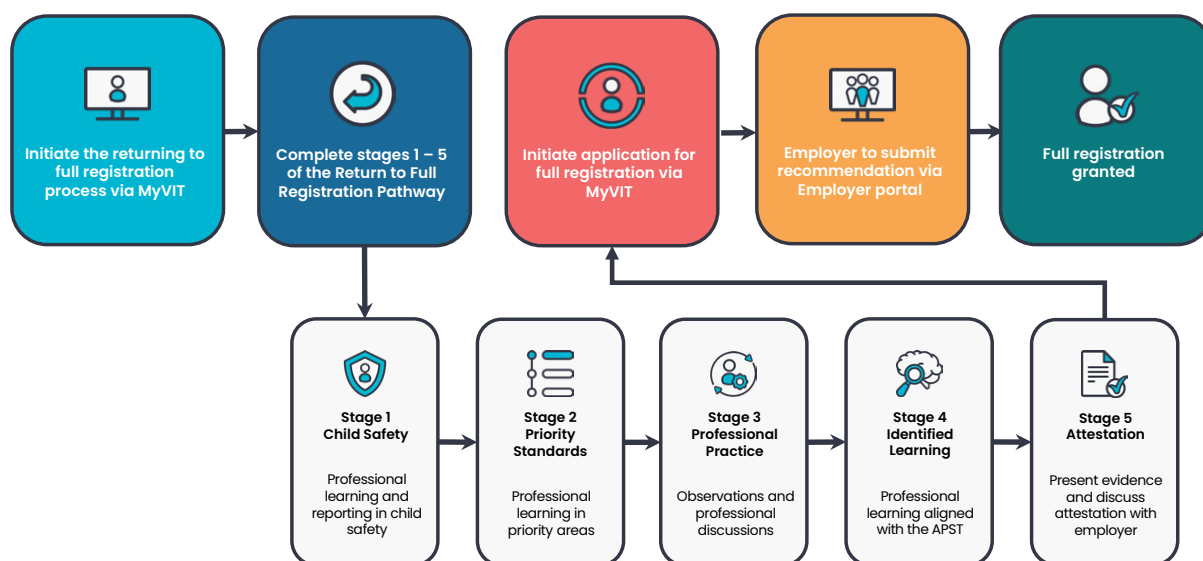 Initiate the returning to
full registration
process via MyVIT
Complete stages 1 – 5
of the Return to Full
Registration Pathway
Initiate application for
full registration via
MyVIT
Employer to submit
recommendation via
Employer portal
Full registration
granted
Stage 1
Child Safety
Professional
learning and
reporting in child
safety
Stage 2
Priority
Standards
Professional
learning in
priority areas
Stage 3
Professional
Practice
Observations and
professional
discussions
Stage 4
Identified
Learning
Professional
learning aligned
with the APST
Stage 5
Attestation
Present evidence
and discuss
attestation with
employer